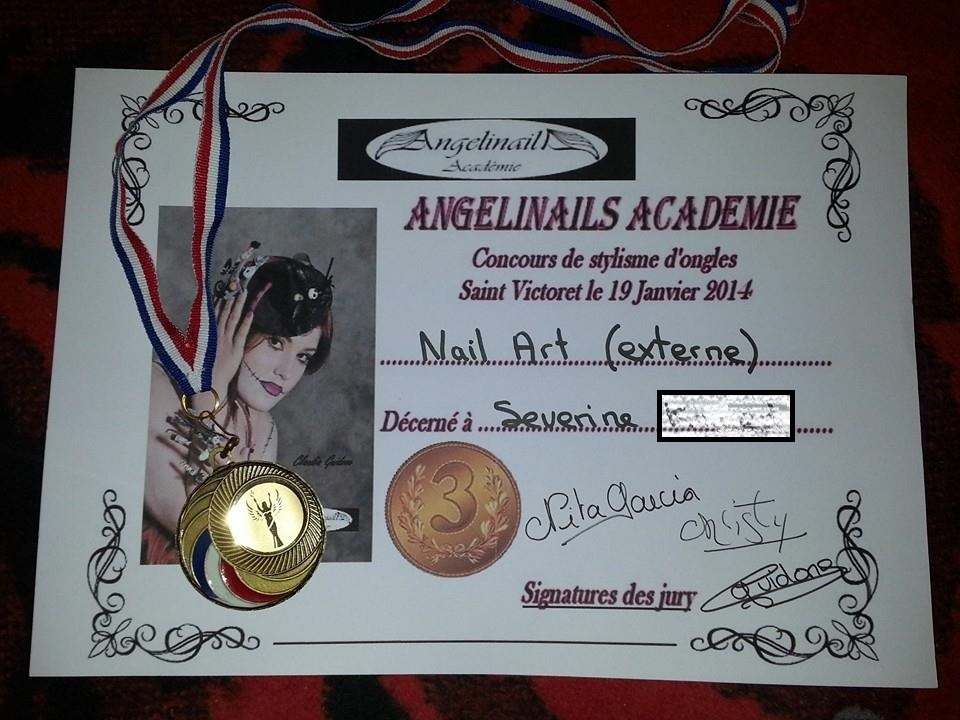 Angelinails
Académie
ANGELINAILS ACADEMIE
Concours de stylisme d'ongles
Saint Victoret le 19 Janvier 2014
Nail Art (externe)
Décerné à Severine
3
Nita Garcia
Christy
Guidone
Signatures des jury